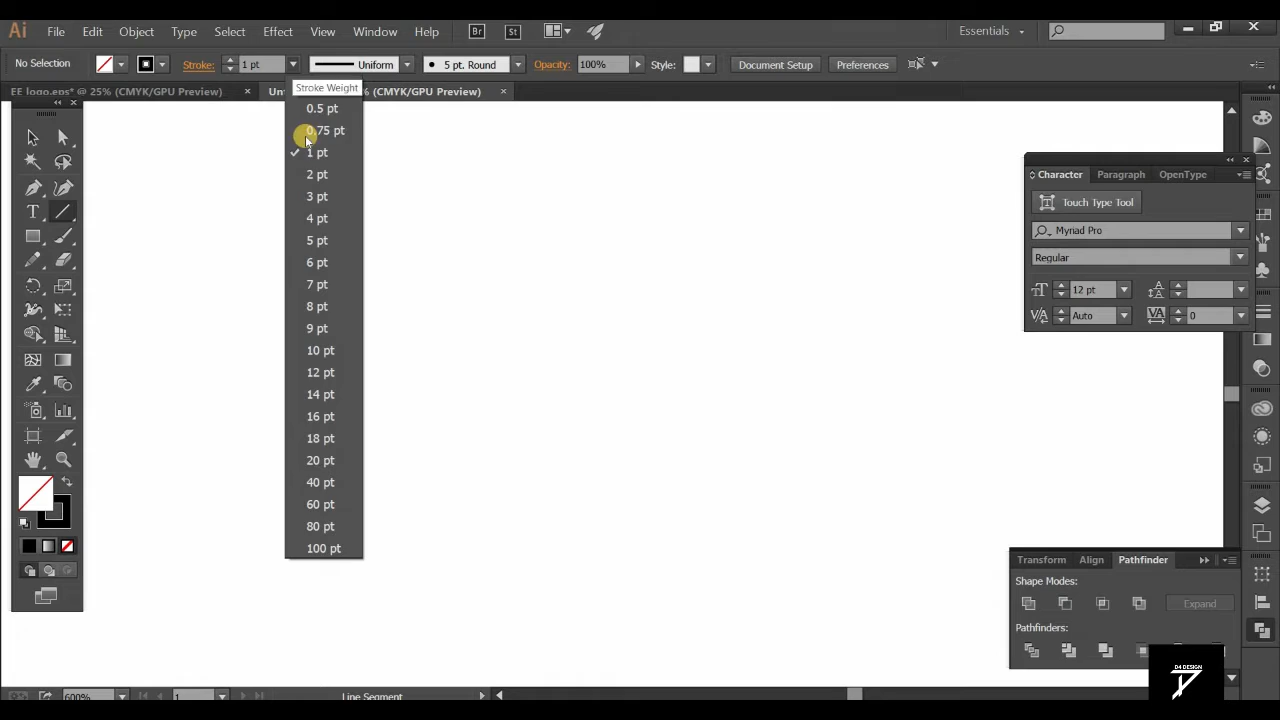 Ai File Edit Object Type Select Effect View Window Help Br St Essentials
No Selection Stroke: 1 pt Uniform 5 pt. Round Opacity: 100% Style: Document Setup Preferences
EE logo.eps* @ 25% (CMYK/GPU Preview) × Unt % (CMYK/GPU Preview) ×
Stroke Weight
0.5 pt
0.75 pt
1 pt
2 pt
3 pt
4 pt
5 pt
6 pt
7 pt
8 pt
9 pt
10 pt
12 pt
14 pt
16 pt
18 pt
20 pt
40 pt
60 pt
80 pt
100 pt
Character Paragraph OpenType
Touch Type Tool
Myriad Pro
Regular
12 pt
Auto 0
Transform Align Pathfinder
Shape Modes:
Expand
Pathfinders:
D4 DESIGN
600% 1 Line Segment